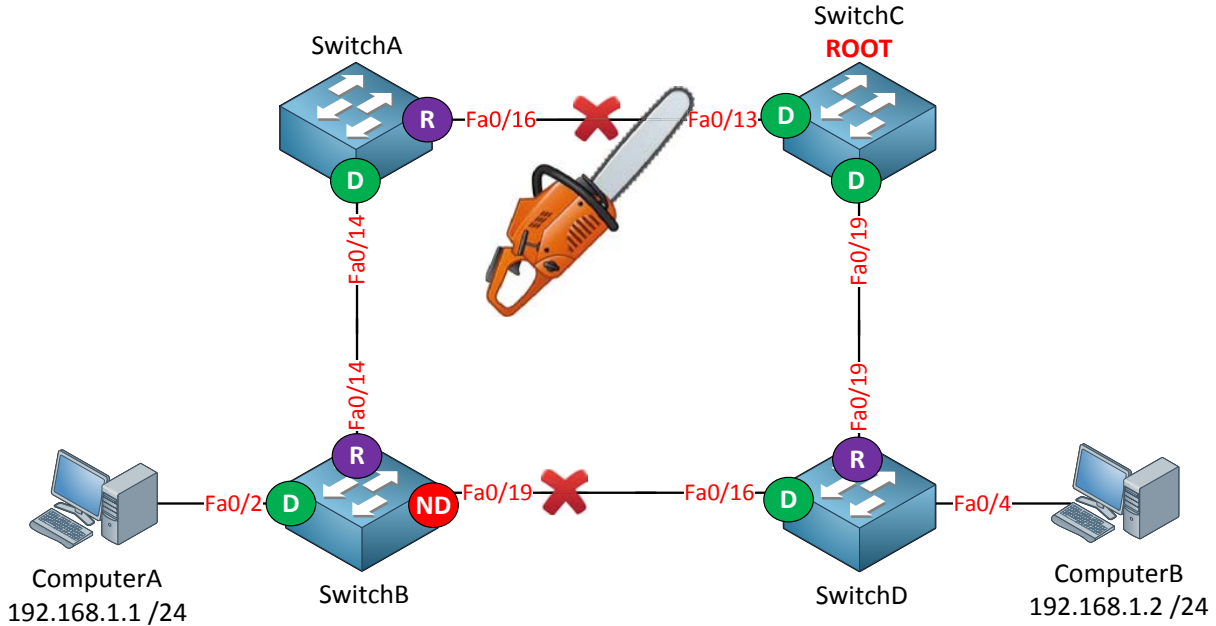 SwitchA
SwitchC
ROOT
R
Fa0/16
Fa0/13
D
D
D
Fa0/14
Fa0/19
Fa0/14
Fa0/19
R
R
Fa0/2
D
ND
Fa0/19
Fa0/16
D
Fa0/4
ComputerA
192.168.1.1 /24
SwitchB
SwitchD
ComputerB
192.168.1.2 /24